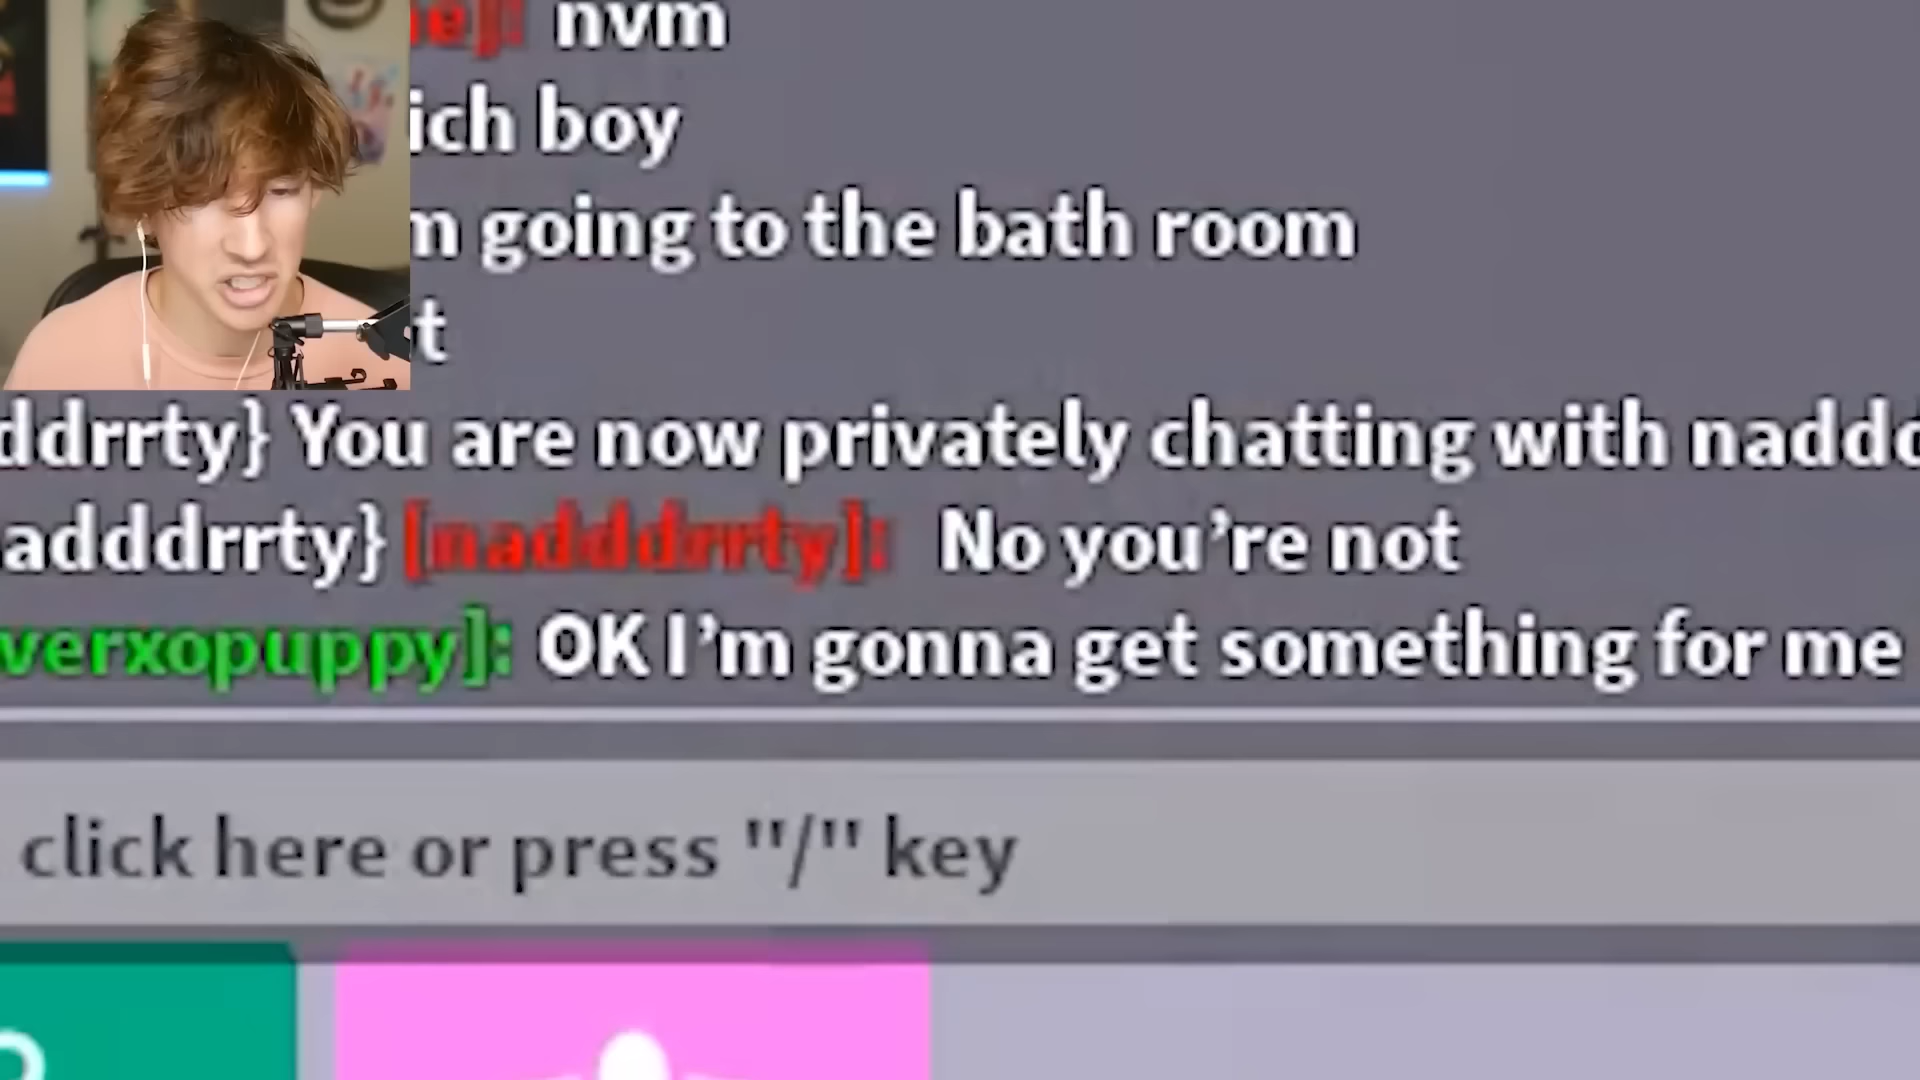 ]: nvm
ich boy
m going to the bath room
t
ddrrty} You are now privately chatting with nadd
adddrrty} [nadddrrty]: No you’re not
verxopuppy]: OK I’m gonna get something for me
click here or press "/" key